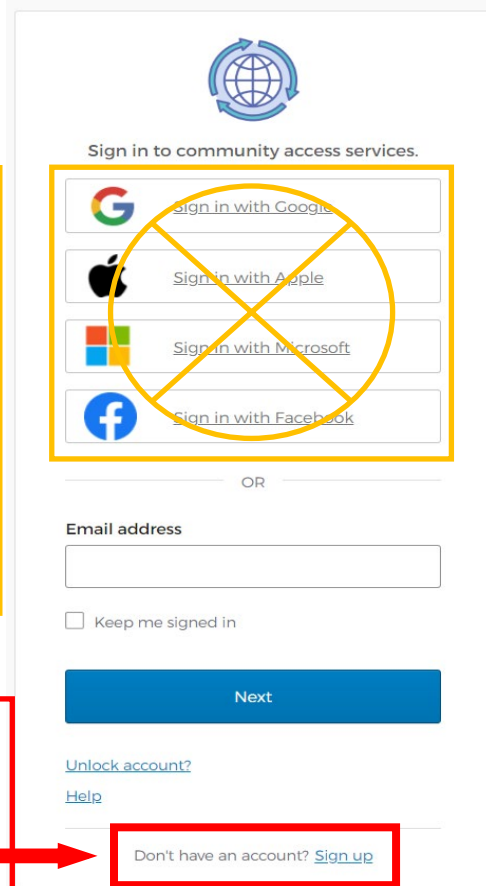 Sign in to community access services.
Sign in with Google
Sign in with Apple
Sign in with Microsoft
Sign in with Facebook
OR
Email address
Keep me signed in
Next
Unlock account?
Help
Don't have an account? Sign up